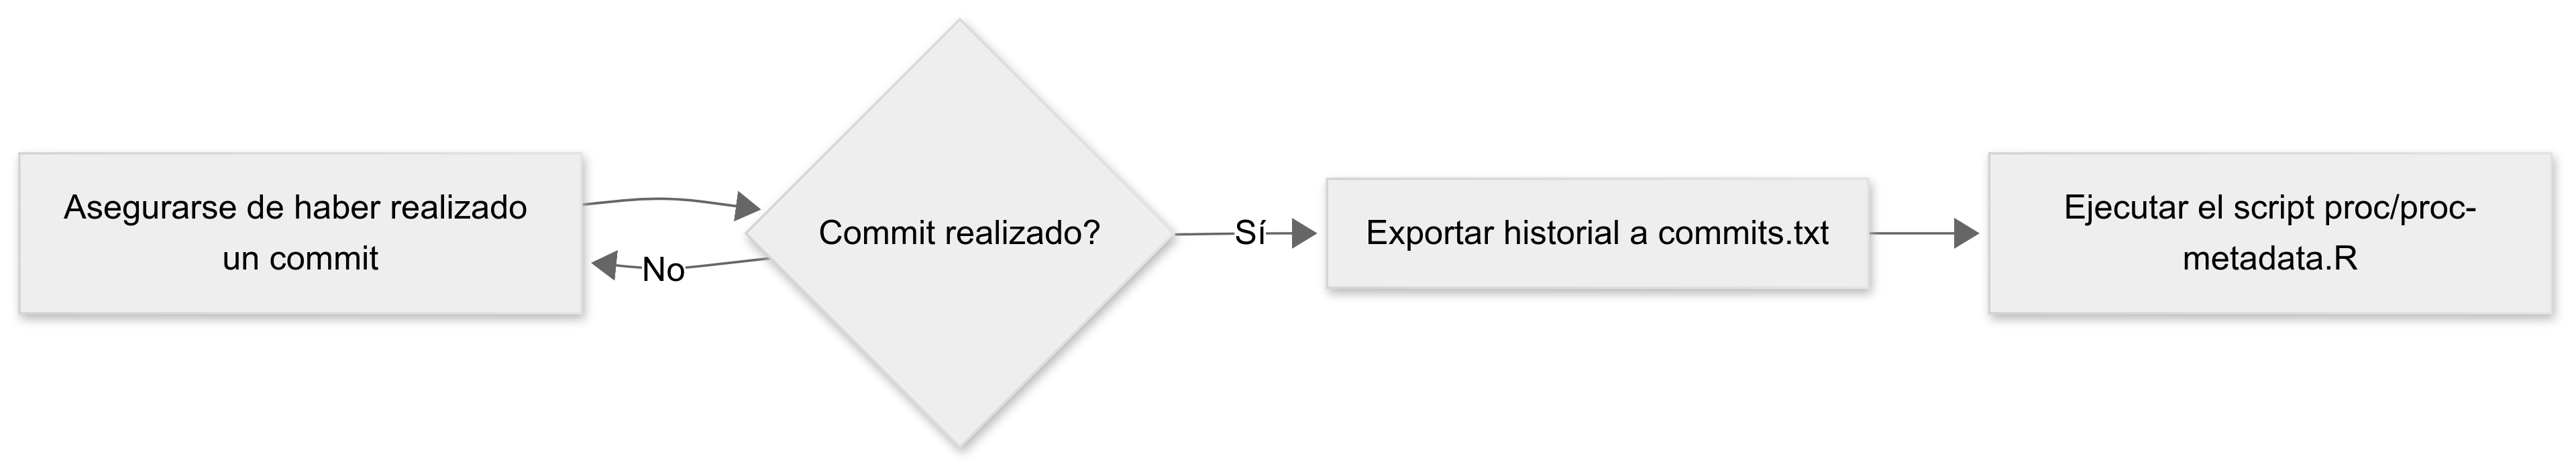 Asegurarse de haber realizado
un commit
No
Commit realizado?
Sí
Exportar historial a commits.txt
Ejecutar el script proc/proc-
metadata.R